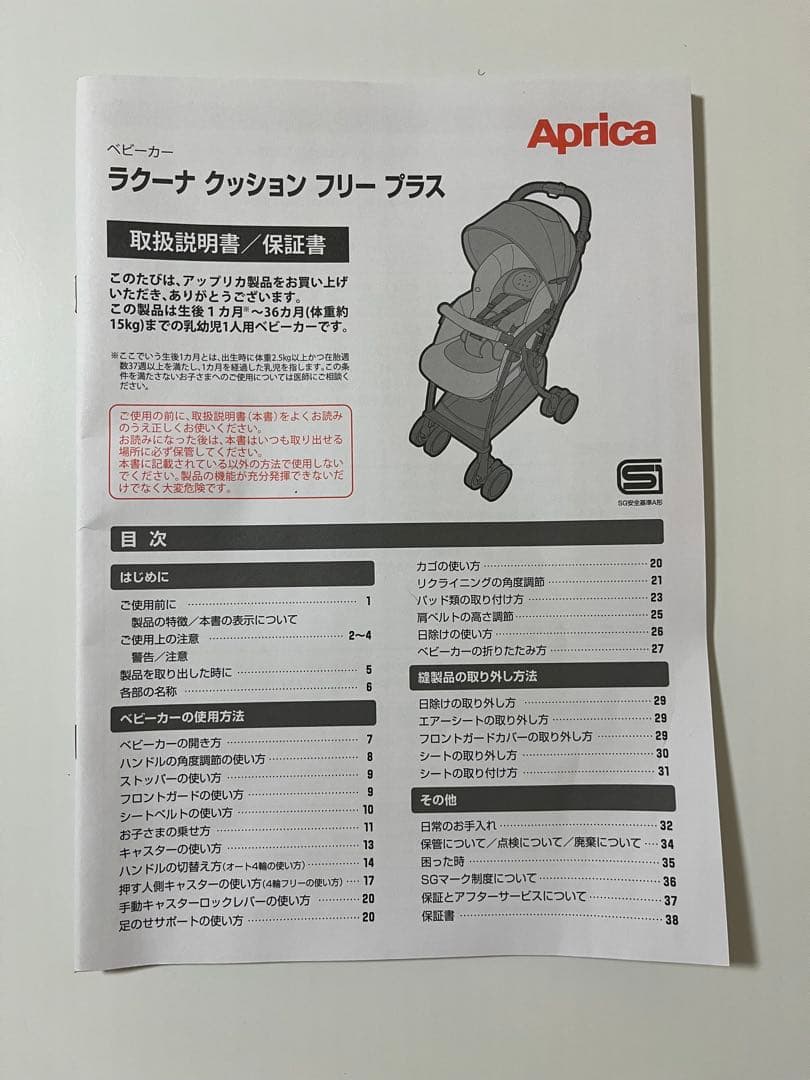 Aprica
ベビーカー
ラクーナ クッション フリー プラス
取扱説明書／保証書
このたびは、アップリカ製品をお買い上げ
いただき、ありがとうございます。
この製品は生後１カ月※〜36カ月(体重約
15kg)までの乳幼児1人用ベビーカーです。
※ここでいう生後1カ月とは、出生時に体重2.5kg以上かつ在胎週
数37週以上を満たし、1カ月を経過した乳児を指します。この条
件を満たさないお子さまへのご使用については医師にご相談く
ださい。
ご使用の前に、取扱説明書（本書）をよくお読み
のうえ正しくお使いください。
お読みになった後は、本書はいつも取り出せる
場所に必ず保管してください。
本書に記載されている以外の方法で使用しない
でください。製品の機能が充分発揮できないだ
けでなく大変危険です。
SG安全基準A形
目 次
はじめに
ご使用前に 1
製品の特徴／本書の表示について
ご使用上の注意 2〜4
警告／注意
製品を取り出した時に 5
各部の名称 6
ベビーカーの使用方法
ベビーカーの開き方 7
ハンドルの角度調節の使い方 8
ストッパーの使い方 9
フロントガードの使い方 9
シートベルトの使い方 10
お子さまの乗せ方 11
キャスターの使い方 13
ハンドルの切替え方(オート4輪の使い方) 14
押す人側キャスターの使い方(4輪フリーの使い方) 17
手動キャスターロックレバーの使い方 20
足のせサポートの使い方 20
カゴの使い方 20
リクライニングの角度調節 21
パッド類の取り付け方 23
肩ベルトの高さ調節 25
日除けの使い方 26
ベビーカーの折りたたみ方 27
縫製品の取り外し方法
日除けの取り外し方 29
エアーシートの取り外し方 29
フロントガードカバーの取り外し方 29
シートの取り外し方 30
シートの取り付け方 31
その他
日常のお手入れ 32
保管について／点検について／廃棄について 34
困った時 35
SGマーク制度について 36
保証とアフターサービスについて 37
保証書 38